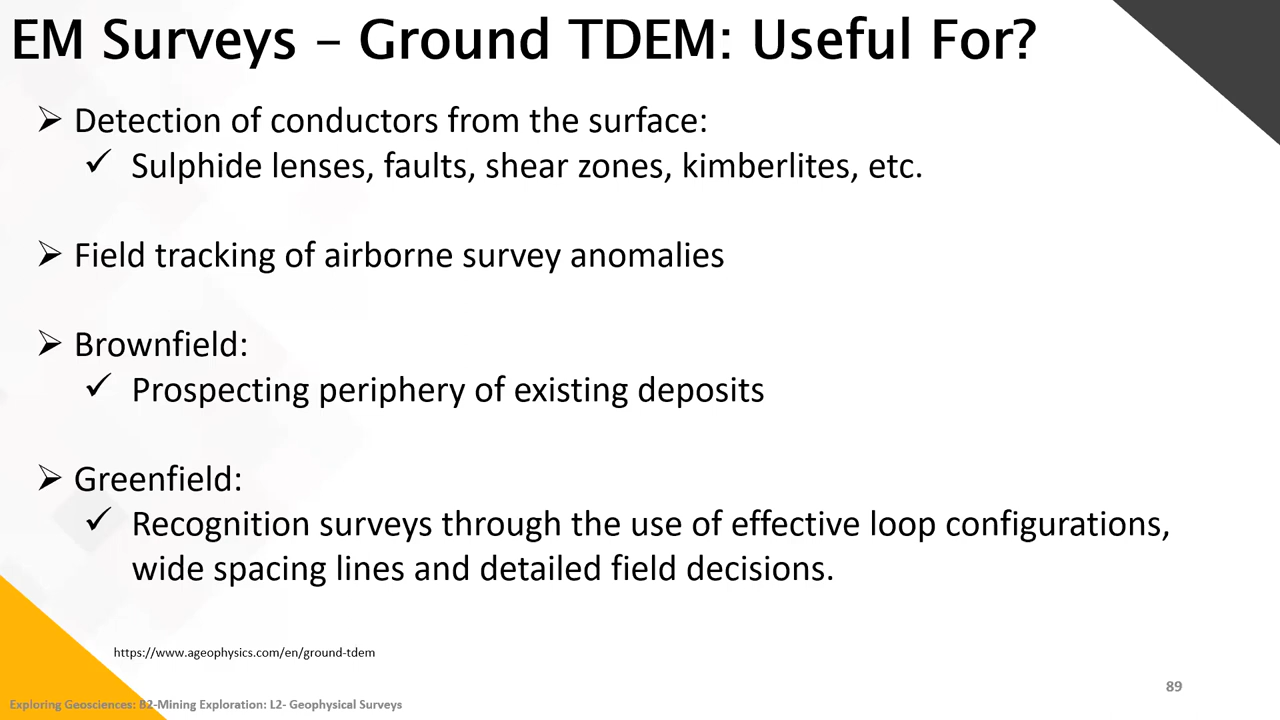 EM Surveys – Ground TDEM: Useful For?
➢ Detection of conductors from the surface:
✓ Sulphide lenses, faults, shear zones, kimberlites, etc.
➢ Field tracking of airborne survey anomalies
➢ Brownfield:
✓ Prospecting periphery of existing deposits
➢ Greenfield:
✓ Recognition surveys through the use of effective loop configurations,
wide spacing lines and detailed field decisions.
https://www.ageophysics.com/en/ground-tdem
89
Exploring Geosciences: B2-Mining Exploration: L2- Geophysical Surveys